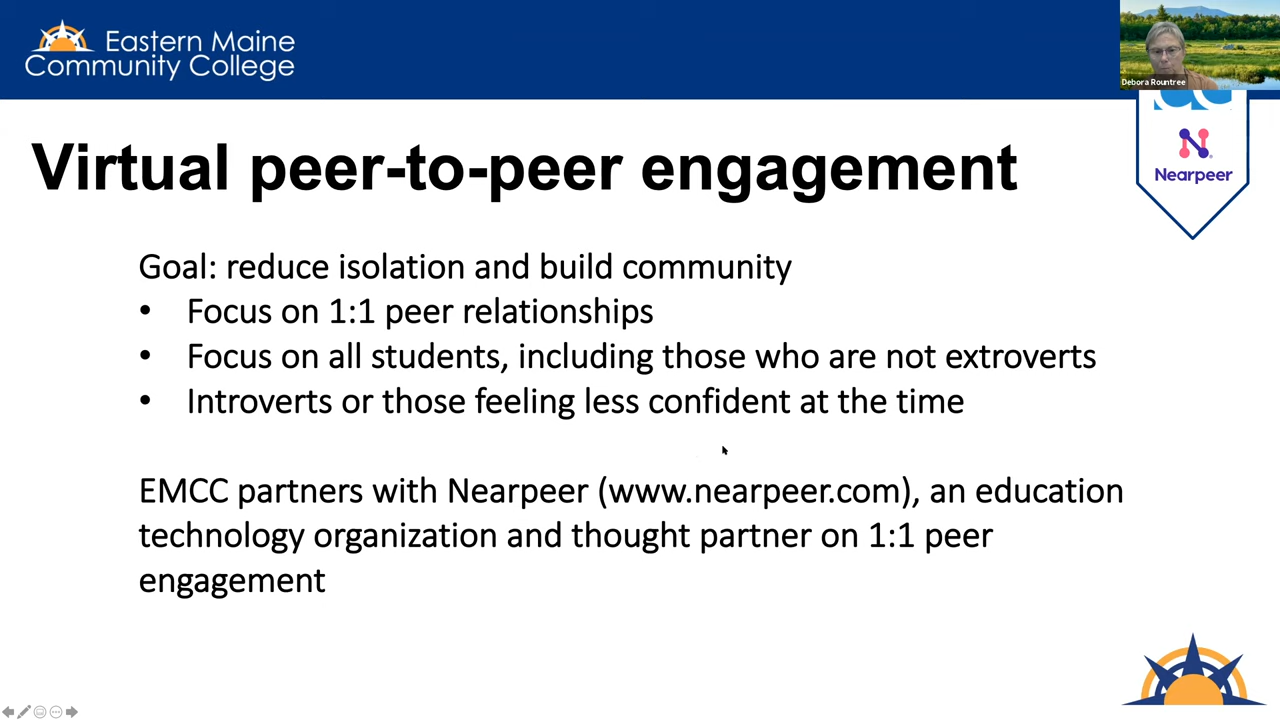 Eastern Maine
Community College
Debora Rountree
Nearpeer
Virtual peer-to-peer engagement
Goal: reduce isolation and build community
• Focus on 1:1 peer relationships
• Focus on all students, including those who are not extroverts
• Introverts or those feeling less confident at the time
EMCC partners with Nearpeer (www.nearpeer.com), an education
technology organization and thought partner on 1:1 peer
engagement